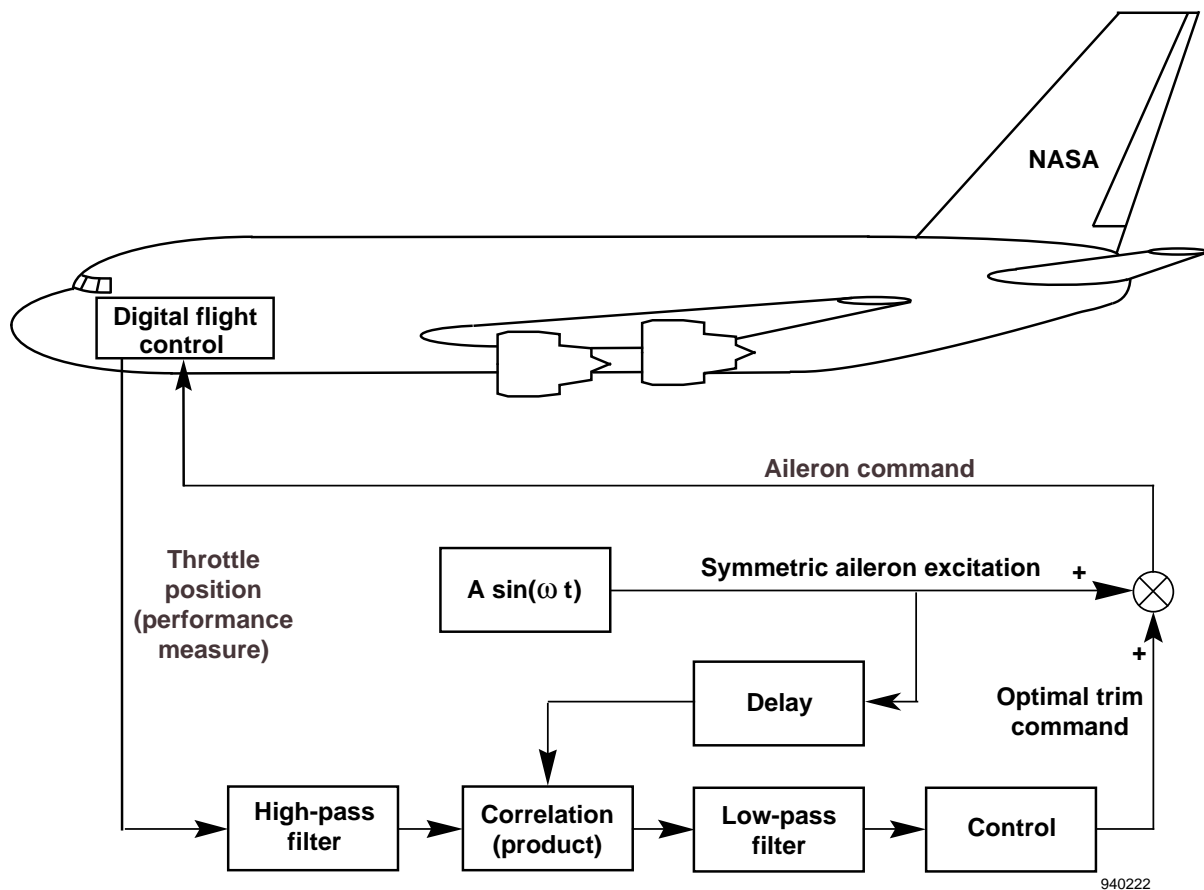 NASA
Digital flight
control
Aileron command
Throttle
position
(performance
measure)
A sin(ω t)
Symmetric aileron excitation
+
+
Delay
Optimal trim
command
High-pass
filter
Correlation
(product)
Low-pass
filter
Control
940222